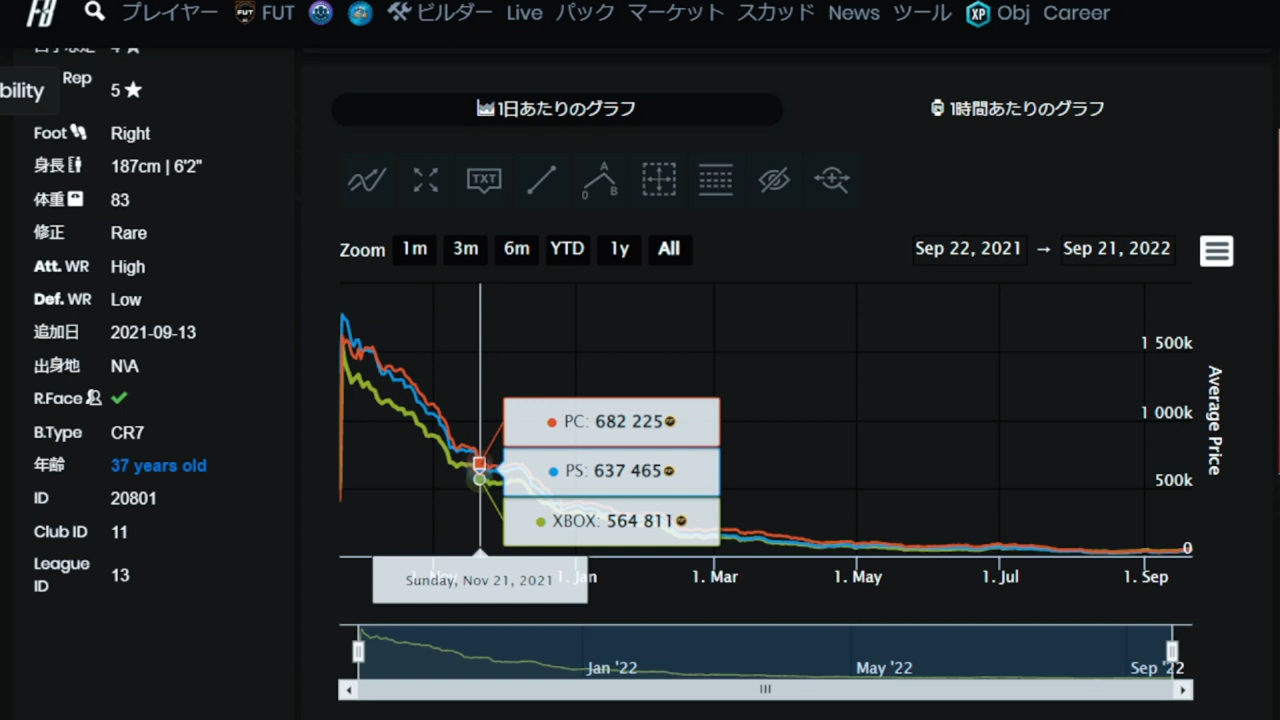 FB プレイヤー FUT ビルダー Live パック マーケット スカッド News ツール XP Obj Career
4
Rep
5
bility
Foot Right
身長 187cm | 6'2"
体重 83
修正 Rare
Att. WR High
Def. WR Low
追加日 2021-09-13
出身地 N\A
R.Face
B.Type CR7
年齢 37 years old
ID 20801
Club ID 11
League ID 13
1日あたりのグラフ
1時間あたりのグラフ
TXT A 0 B
Zoom 1m 3m 6m YTD 1y All
Sep 22, 2021 → Sep 21, 2022
1 500k
1 000k
500k
0
Average Price
PC: 682 225
PS: 637 465
XBOX: 564 811
Sunday, Nov 21, 2021
1. Nov 1. Jan 1. Mar 1. May 1. Jul 1. Sep
Jan '22 May '22 Sep '22